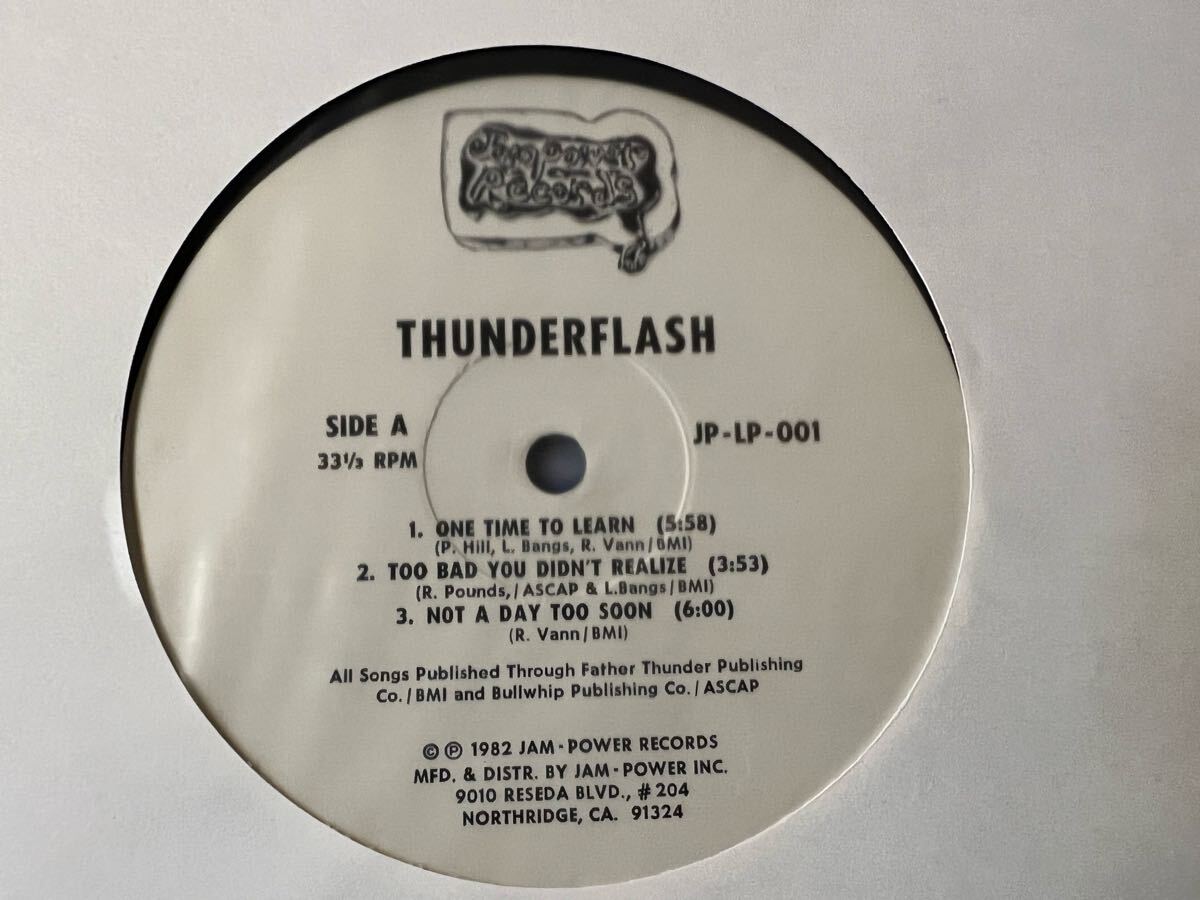 Jam power
Records
THUNDERFLASH
SIDE A
33⅓ RPM
JP-LP-001
1. ONE TIME TO LEARN (5:58)
(P. Hill, L. Bangs, R. Vann/BMI)
2. TOO BAD YOU DIDN'T REALIZE (3:53)
(R. Pounds,/ASCAP & L.Bangs/BMI)
3. NOT A DAY TOO SOON (6:00)
(R. Vann/BMI)
All Songs Published Through Father Thunder Publishing
Co./BMI and Bullwhip Publishing Co./ASCAP
© ℗ 1982 JAM-POWER RECORDS
MFD. & DISTR. BY JAM-POWER INC.
9010 RESEDA BLVD., #204
NORTHRIDGE, CA. 91324